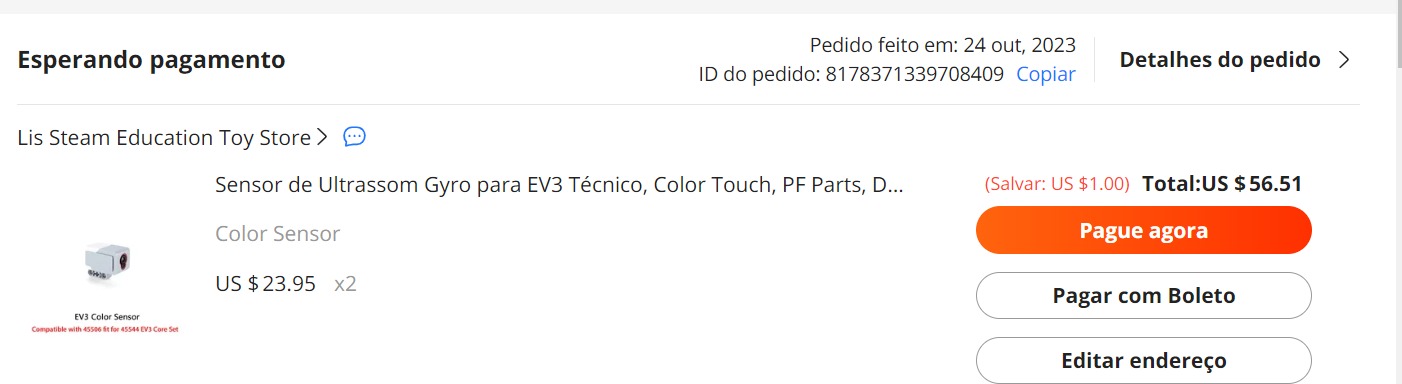 Esperando pagamento
Pedido feito em: 24 out, 2023
ID do pedido: 8178371339708409 Copiar
Detalhes do pedido
Lis Steam Education Toy Store
Sensor de Ultrassom Gyro para EV3 Técnico, Color Touch, PF Parts, D...
Color Sensor
US $23.95 x2
EV3 Color Sensor
Compatible with 45506 fit for 45544 EV3 Core Set
(Salvar: US $1.00) Total:US $56.51
Pague agora
Pagar com Boleto
Editar endereço